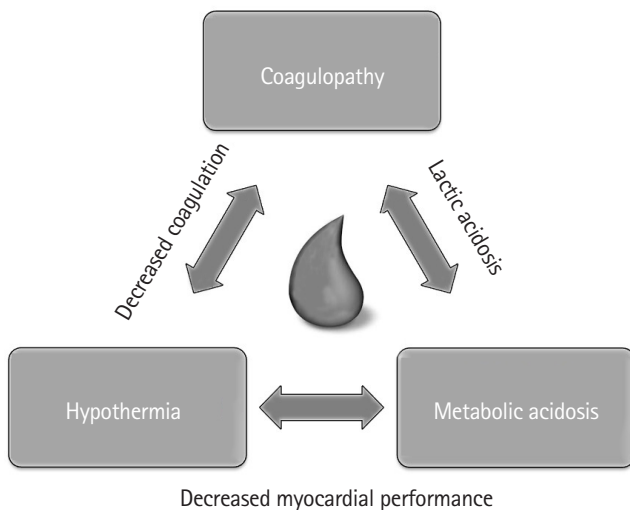 Coagulopathy
Decreased coagulation
Lactic acidosis
Hypothermia
Metabolic acidosis
Decreased myocardial performance